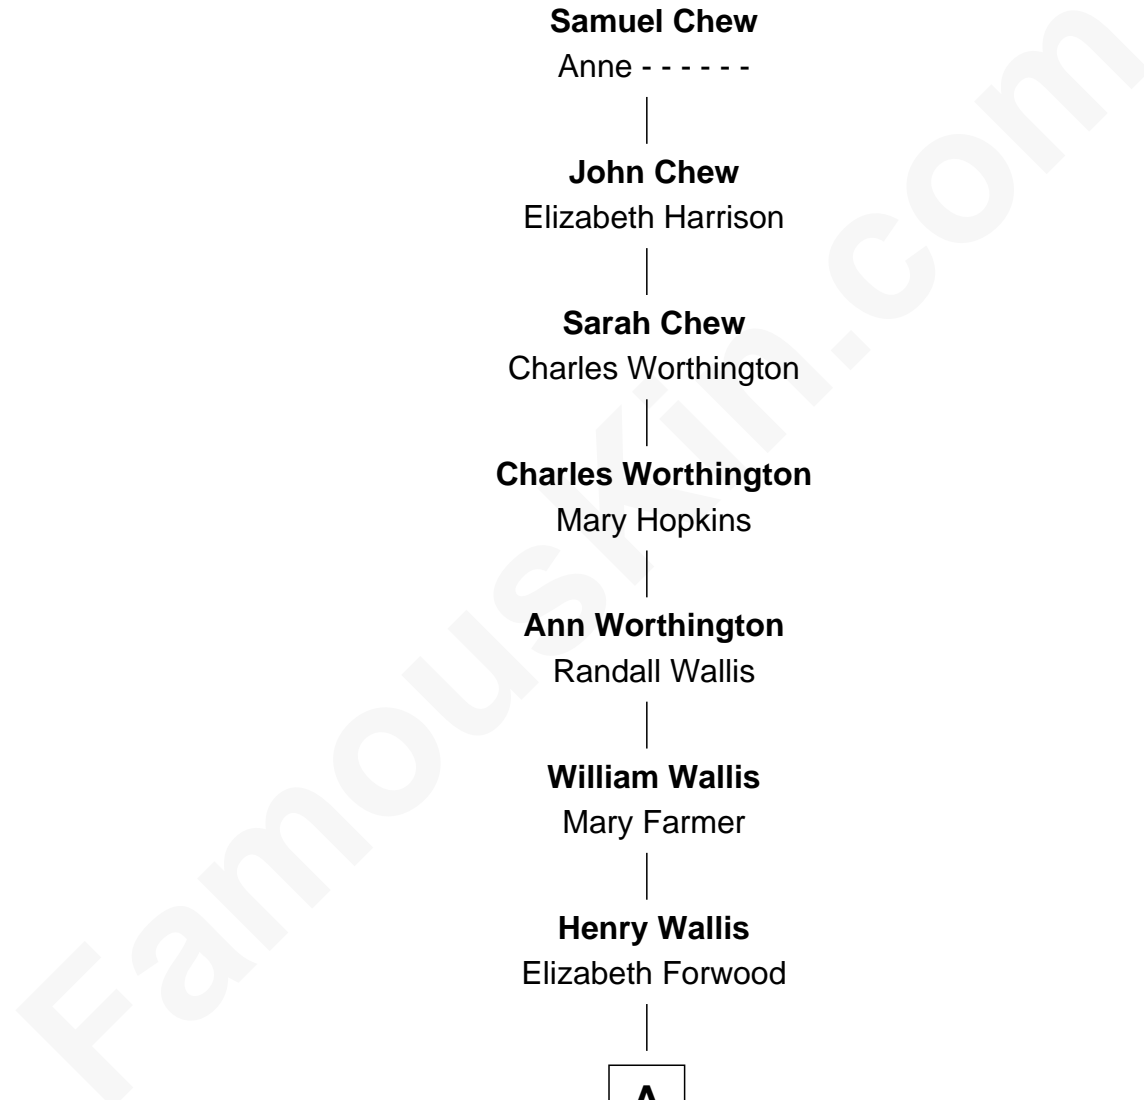 Samuel Chew
Anne - - - - - -
John Chew
Elizabeth Harrison
Sarah Chew
Charles Worthington
Charles Worthington
Mary Hopkins
Ann Worthington
Randall Wallis
William Wallis
Mary Farmer
Henry Wallis
Elizabeth Forwood
A
FamousKin.com